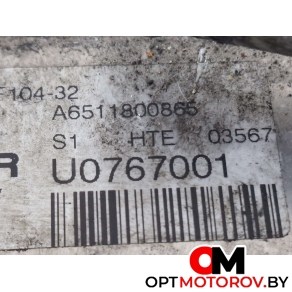 104-32
A6511800865
S1 HTE 03567
R U0767001
OM
OPTMOTOROV.BY